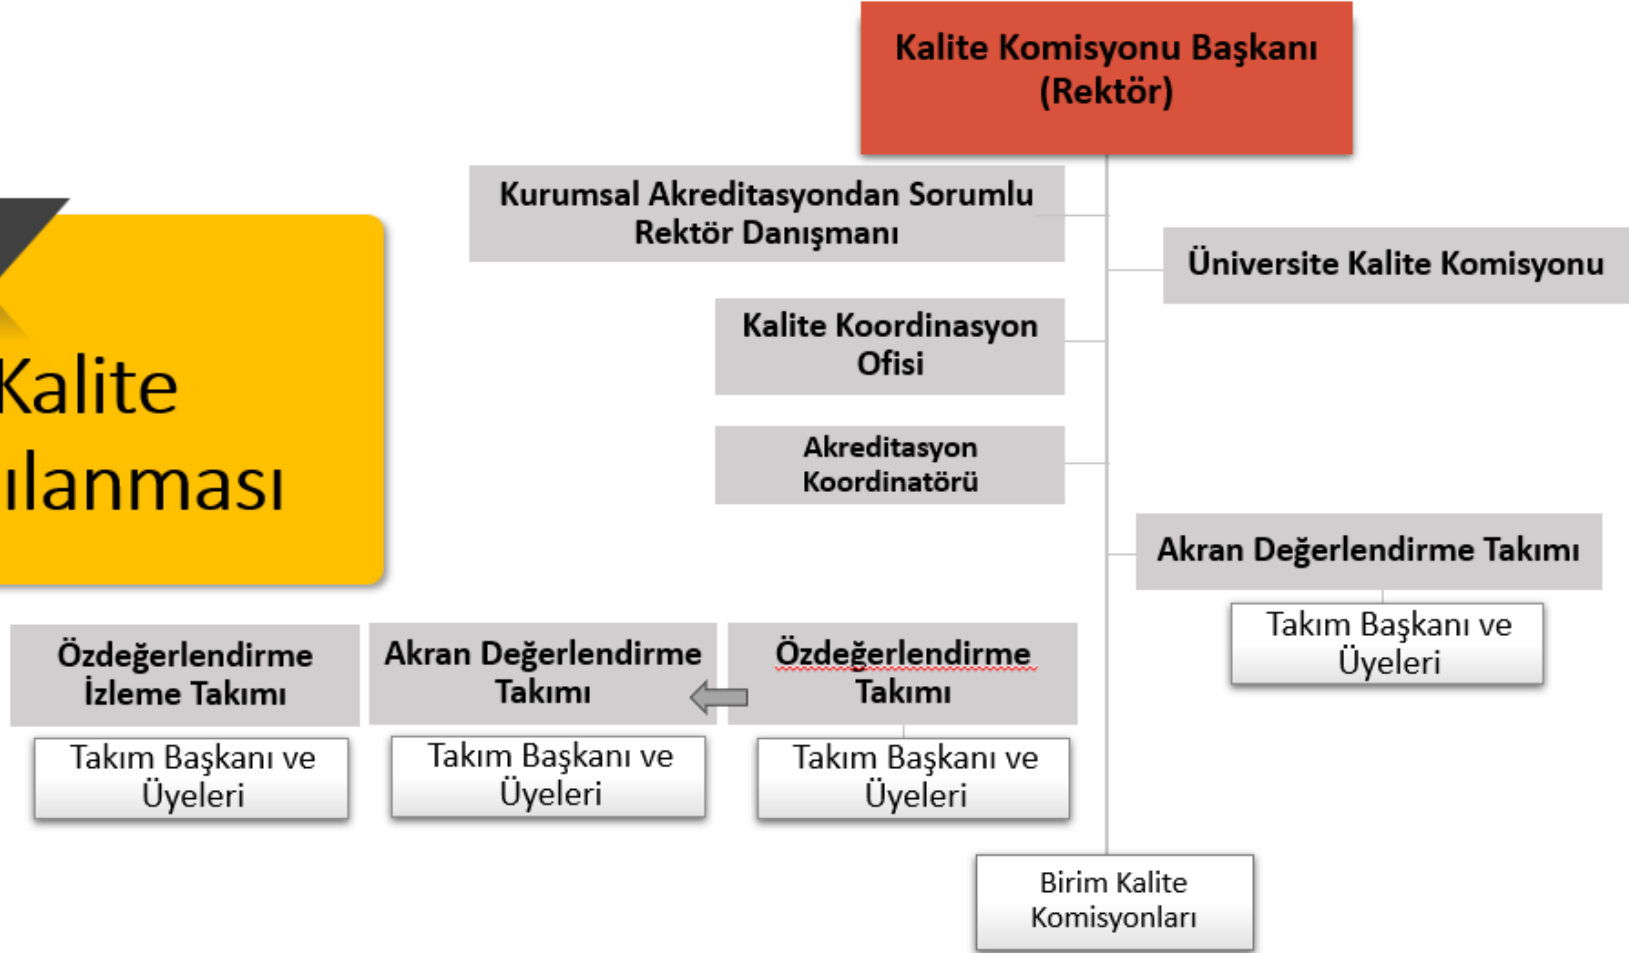 Kalite Komisyonu Başkanı
(Rektör)
Kurumsal Akreditasyondan Sorumlu
Rektör Danışmanı
Üniversite Kalite Komisyonu
Kalite Koordinasyon
Ofisi
Kalite
ılanması
Akreditasyon
Koordinatörü
Akran Değerlendirme Takımı
Takım Başkanı ve
Üyeleri
Özdeğerlendirme
İzleme Takımı
Takım Başkanı ve
Üyeleri
Akran Değerlendirme
Takımı
Takım Başkanı ve
Üyeleri
Özdeğerlendirme
Takımı
Takım Başkanı ve
Üyeleri
Birim Kalite
Komisyonları